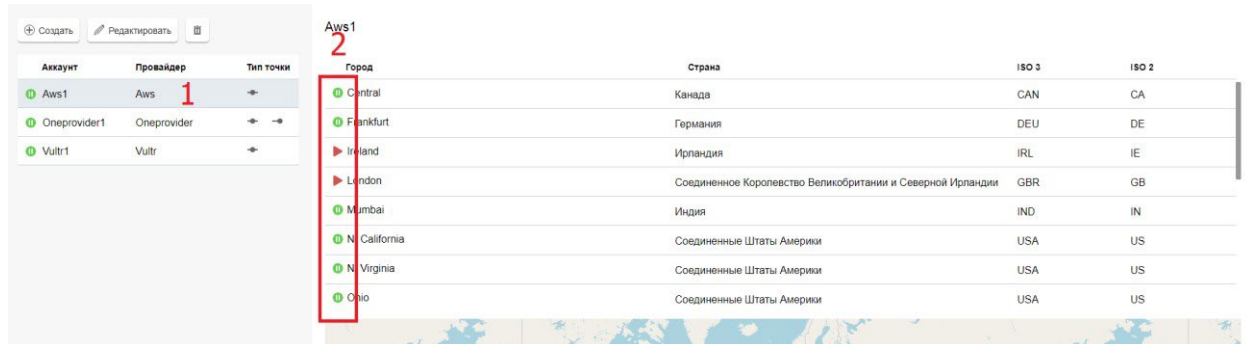 Создать Редактировать
Аккаунт Провайдер Тип точки
Aws1 Aws 1
Oneprovider1 Oneprovider
Vultr1 Vultr
Aws1
2
Город Страна ISO 3 ISO 2
Central Канада CAN CA
Frankfurt Германия DEU DE
Ireland Ирландия IRL IE
London Соединенное Королевство Великобритании и Северной Ирландии GBR GB
Mumbai Индия IND IN
N. California Соединенные Штаты Америки USA US
N. Virginia Соединенные Штаты Америки USA US
Ohio Соединенные Штаты Америки USA US